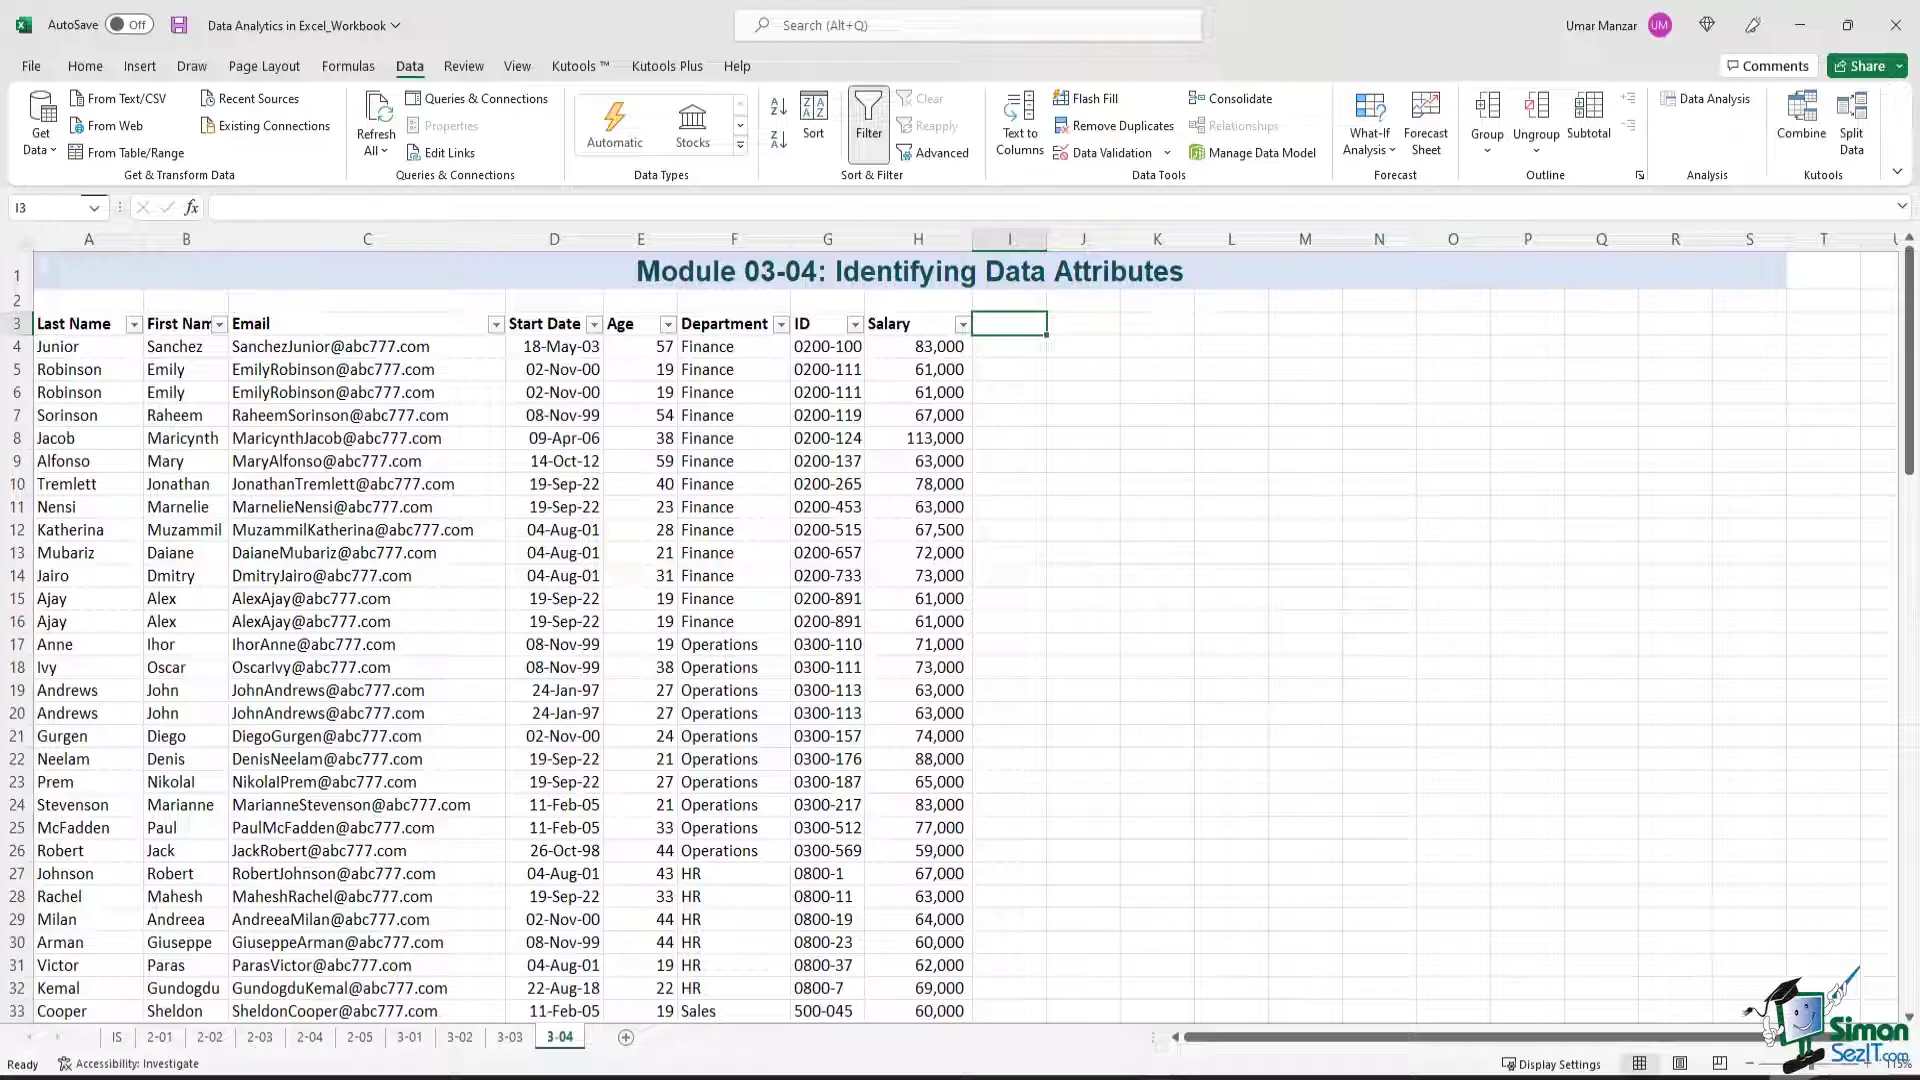 AutoSave Off Data Analytics in Excel_Workbook Search (Alt+Q) Umar Manzar UM
File Home Insert Draw Page Layout Formulas Data Review View Kutools ™ Kutools Plus Help Comments Share
Get Data From Text/CSV From Web From Table/Range Recent Sources Existing Connections
Get & Transform Data
Refresh All Queries & Connections Properties Edit Links
Queries & Connections
Automatic Stocks
Data Types
Sort Filter Clear Reapply Advanced
Sort & Filter
Text to Columns Flash Fill Remove Duplicates Data Validation Consolidate Relationships Manage Data Model
Data Tools
What-If Analysis Forecast Sheet
Forecast
Group Ungroup Subtotal
Outline
Data Analysis
Analysis
Combine Split Data
Kutools
I3 fx
A B C D E F G H I J K L M N O P Q R S T
1 Module 03-04: Identifying Data Attributes
2
3 Last Name First Nam Email Start Date Age Department ID Salary
4 Junior Sanchez SanchezJunior@abc777.com 18-May-03 57 Finance 0200-100 83,000
5 Robinson Emily EmilyRobinson@abc777.com 02-Nov-00 19 Finance 0200-111 61,000
6 Robinson Emily EmilyRobinson@abc777.com 02-Nov-00 19 Finance 0200-111 61,000
7 Sorinson Raheem RaheemSorinson@abc777.com 08-Nov-99 54 Finance 0200-119 67,000
8 Jacob Maricynth MaricynthJacob@abc777.com 09-Apr-06 38 Finance 0200-124 113,000
9 Alfonso Mary MaryAlfonso@abc777.com 14-Oct-12 59 Finance 0200-137 63,000
10 Tremlett Jonathan JonathanTremlett@abc777.com 19-Sep-22 40 Finance 0200-265 78,000
11 Nensi Marnelie MarnelieNensi@abc777.com 19-Sep-22 23 Finance 0200-453 63,000
12 Katherina Muzammil MuzammilKatherina@abc777.com 04-Aug-01 28 Finance 0200-515 67,500
13 Mubariz Daiane DaianeMubariz@abc777.com 04-Aug-01 21 Finance 0200-657 72,000
14 Jairo Dmitry DmitryJairo@abc777.com 04-Aug-01 31 Finance 0200-733 73,000
15 Ajay Alex AlexAjay@abc777.com 19-Sep-22 19 Finance 0200-891 61,000
16 Ajay Alex AlexAjay@abc777.com 19-Sep-22 19 Finance 0200-891 61,000
17 Anne Ihor IhorAnne@abc777.com 08-Nov-99 19 Operations 0300-110 71,000
18 Ivy Oscar OscarIvy@abc777.com 08-Nov-99 38 Operations 0300-111 73,000
19 Andrews John JohnAndrews@abc777.com 24-Jan-97 27 Operations 0300-113 63,000
20 Andrews John JohnAndrews@abc777.com 24-Jan-97 27 Operations 0300-113 63,000
21 Gurgen Diego DiegoGurgen@abc777.com 02-Nov-00 24 Operations 0300-157 74,000
22 Neelam Denis DenisNeelam@abc777.com 19-Sep-22 21 Operations 0300-176 88,000
23 Prem Nikolal NikolalPrem@abc777.com 19-Sep-22 27 Operations 0300-187 65,000
24 Stevenson Marianne MarianneStevenson@abc777.com 11-Feb-05 21 Operations 0300-217 83,000
25 McFadden Paul PaulMcFadden@abc777.com 11-Feb-05 33 Operations 0300-512 77,000
26 Robert Jack JackRobert@abc777.com 26-Oct-98 44 Operations 0300-569 59,000
27 Johnson Robert RobertJohnson@abc777.com 04-Aug-01 43 HR 0800-1 67,000
28 Rachel Mahesh MaheshRachel@abc777.com 19-Sep-22 33 HR 0800-11 63,000
29 Milan Andreea AndreeaMilan@abc777.com 02-Nov-00 44 HR 0800-19 64,000
30 Arman Giuseppe GiuseppeArman@abc777.com 08-Nov-99 44 HR 0800-23 60,000
31 Victor Paras ParasVictor@abc777.com 04-Aug-01 19 HR 0800-37 62,000
32 Kemal Gundogdu GundogduKemal@abc777.com 22-Aug-18 22 HR 0800-7 69,000
33 Cooper Sheldon SheldonCooper@abc777.com 11-Feb-05 19 Sales 500-045 60,000
IS 2-01 2-02 2-03 2-04 2-05 3-01 3-02 3-03 3-04
Ready Accessibility: Investigate Display Settings 115%
Simon
SezIT.com